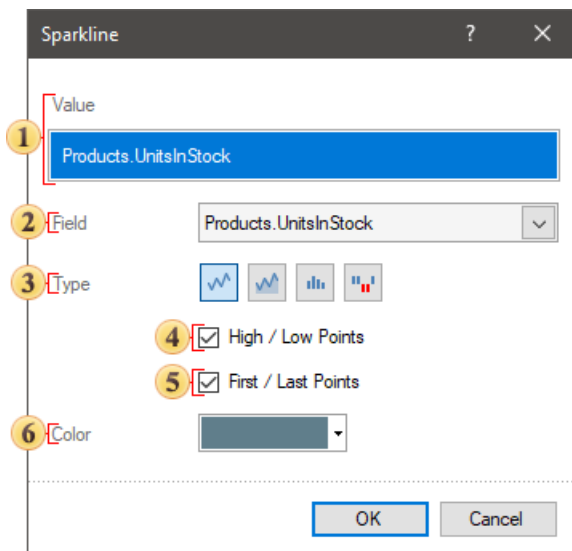 Sparkline ?
Value
1
Products.UnitsInStock
2 Field Products.UnitsInStock
3 Type
4 High / Low Points
5 First / Last Points
6 Color
OK Cancel